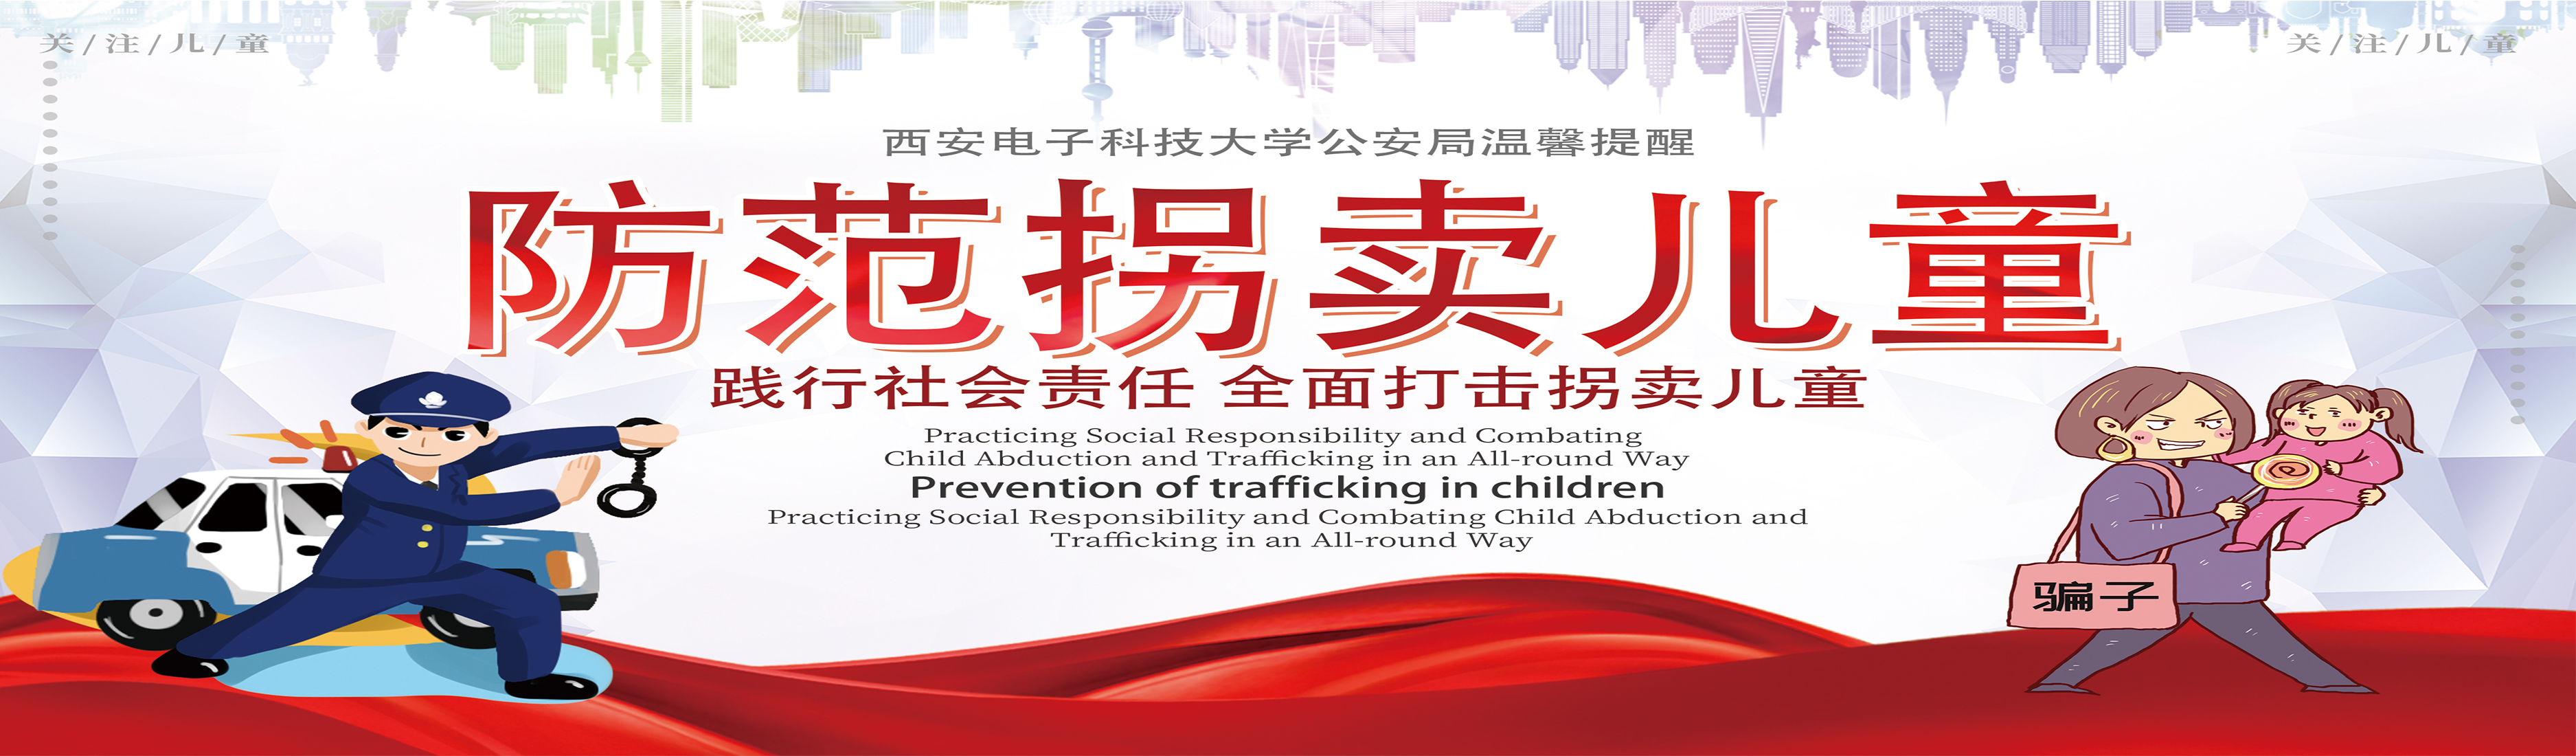 关/注/儿/童
关/注/儿/童
西安电子科技大学公安局温馨提醒
防范拐卖儿童
践行社会责任 全面打击拐卖儿童
Practicing Social Responsibility and Combating
Child Abduction and Trafficking in an All-round Way
Prevention of trafficking in children
Practicing Social Responsibility and Combating Child Abduction and
Trafficking in an All-round Way
骗子